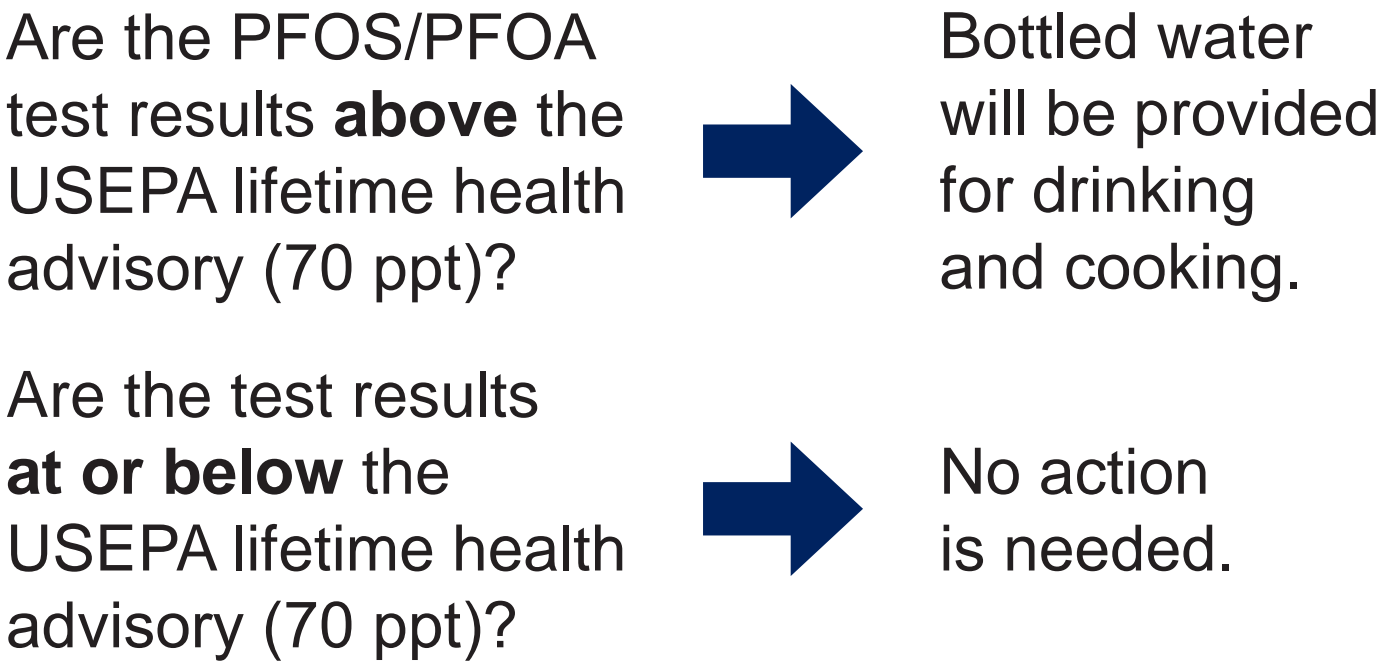 Are the PFOS/PFOA
test results above the
USEPA lifetime health
advisory (70 ppt)?
Bottled water
will be provided
for drinking
and cooking.
Are the test results
at or below the
USEPA lifetime health
advisory (70 ppt)?
No action
is needed.